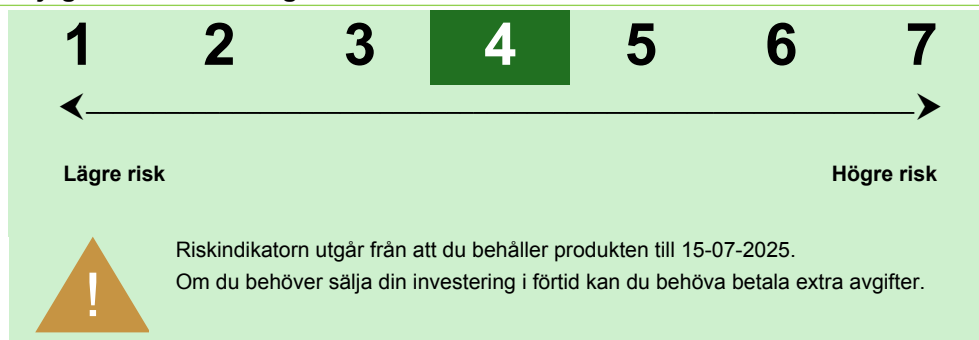 1 2 3 4 5 6 7
Lägre risk Högre risk
! Riskindikatorn utgår från att du behåller produkten till 15-07-2025.
Om du behöver sälja din investering i förtid kan du behöva betala extra avgifter.